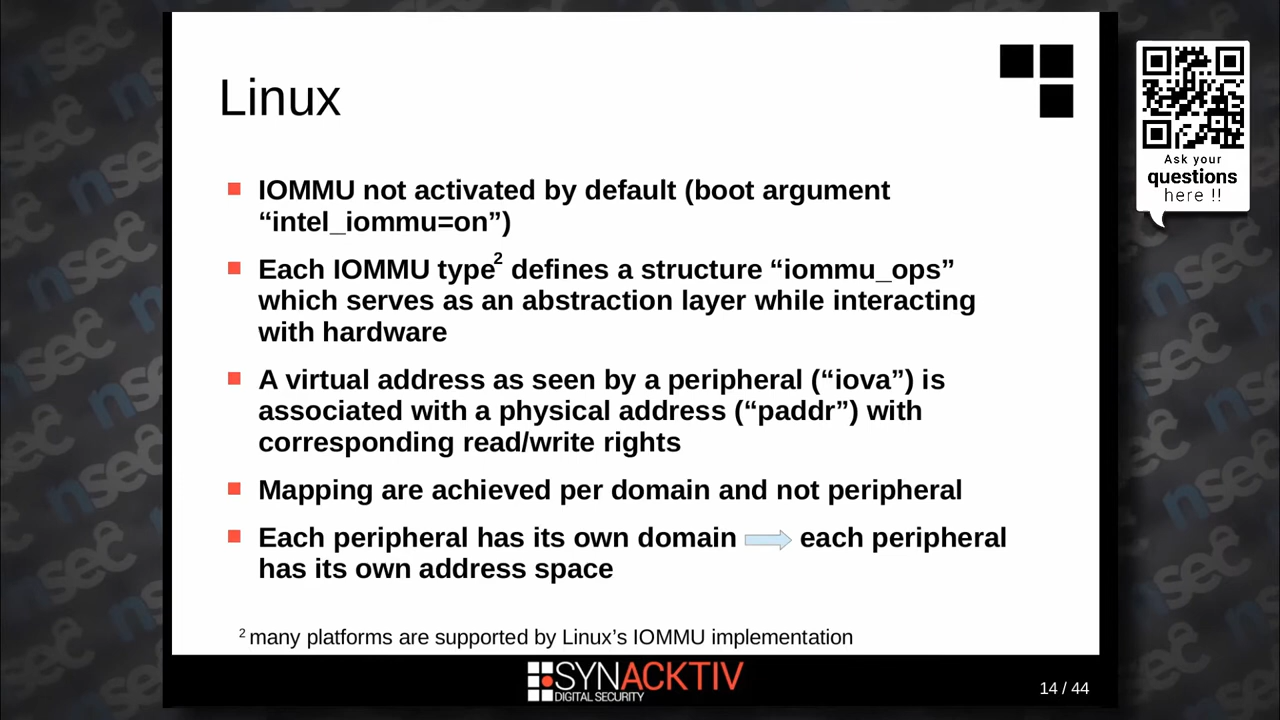 Linux
IOMMU not activated by default (boot argument
“intel_iommu=on”)
Each IOMMU type² defines a structure “iommu_ops”
which serves as an abstraction layer while interacting
with hardware
A virtual address as seen by a peripheral (“iova”) is
associated with a physical address (“paddr”) with
corresponding read/write rights
Mapping are achieved per domain and not peripheral
Each peripheral has its own domain each peripheral
has its own address space
² many platforms are supported by Linux’s IOMMU implementation
SYNACKTIV
DIGITAL SECURITY
14 / 44
Ask your
questions
here !!
nsec
nsec
nsec
nsec